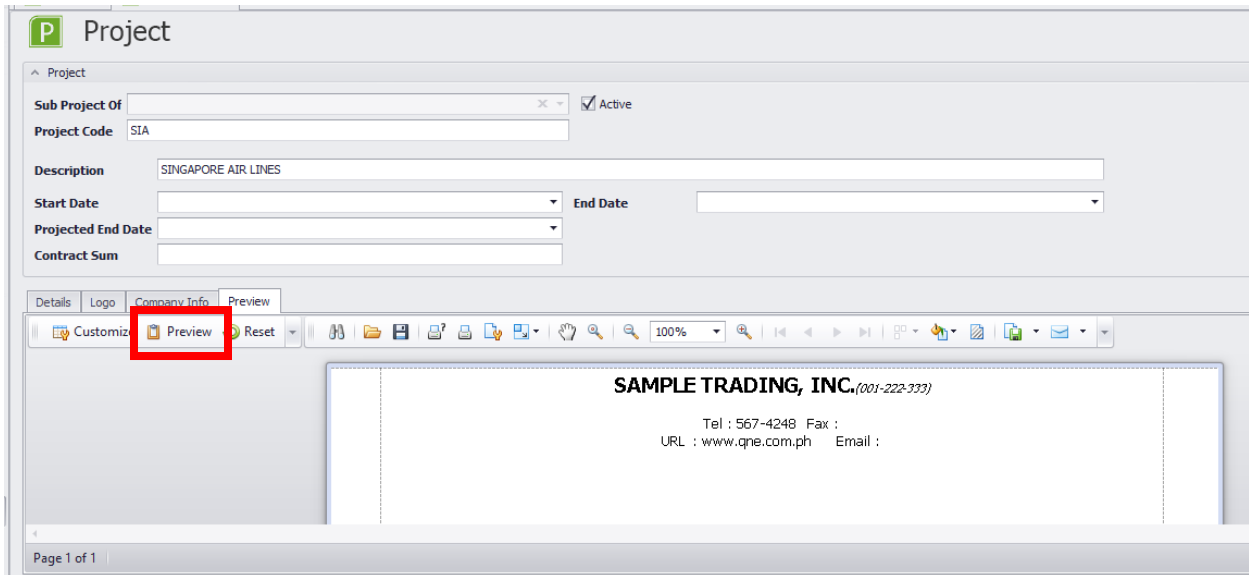 P Project
Project
Sub Project Of Active
Project Code SIA
Description SINGAPORE AIR LINES
Start Date End Date
Projected End Date
Contract Sum
Details Logo Company Info Preview
Customize Preview Reset 100%
SAMPLE TRADING, INC.(001-222-333)
Tel : 567-4248 Fax :
URL : www.qne.com.ph Email :
Page 1 of 1